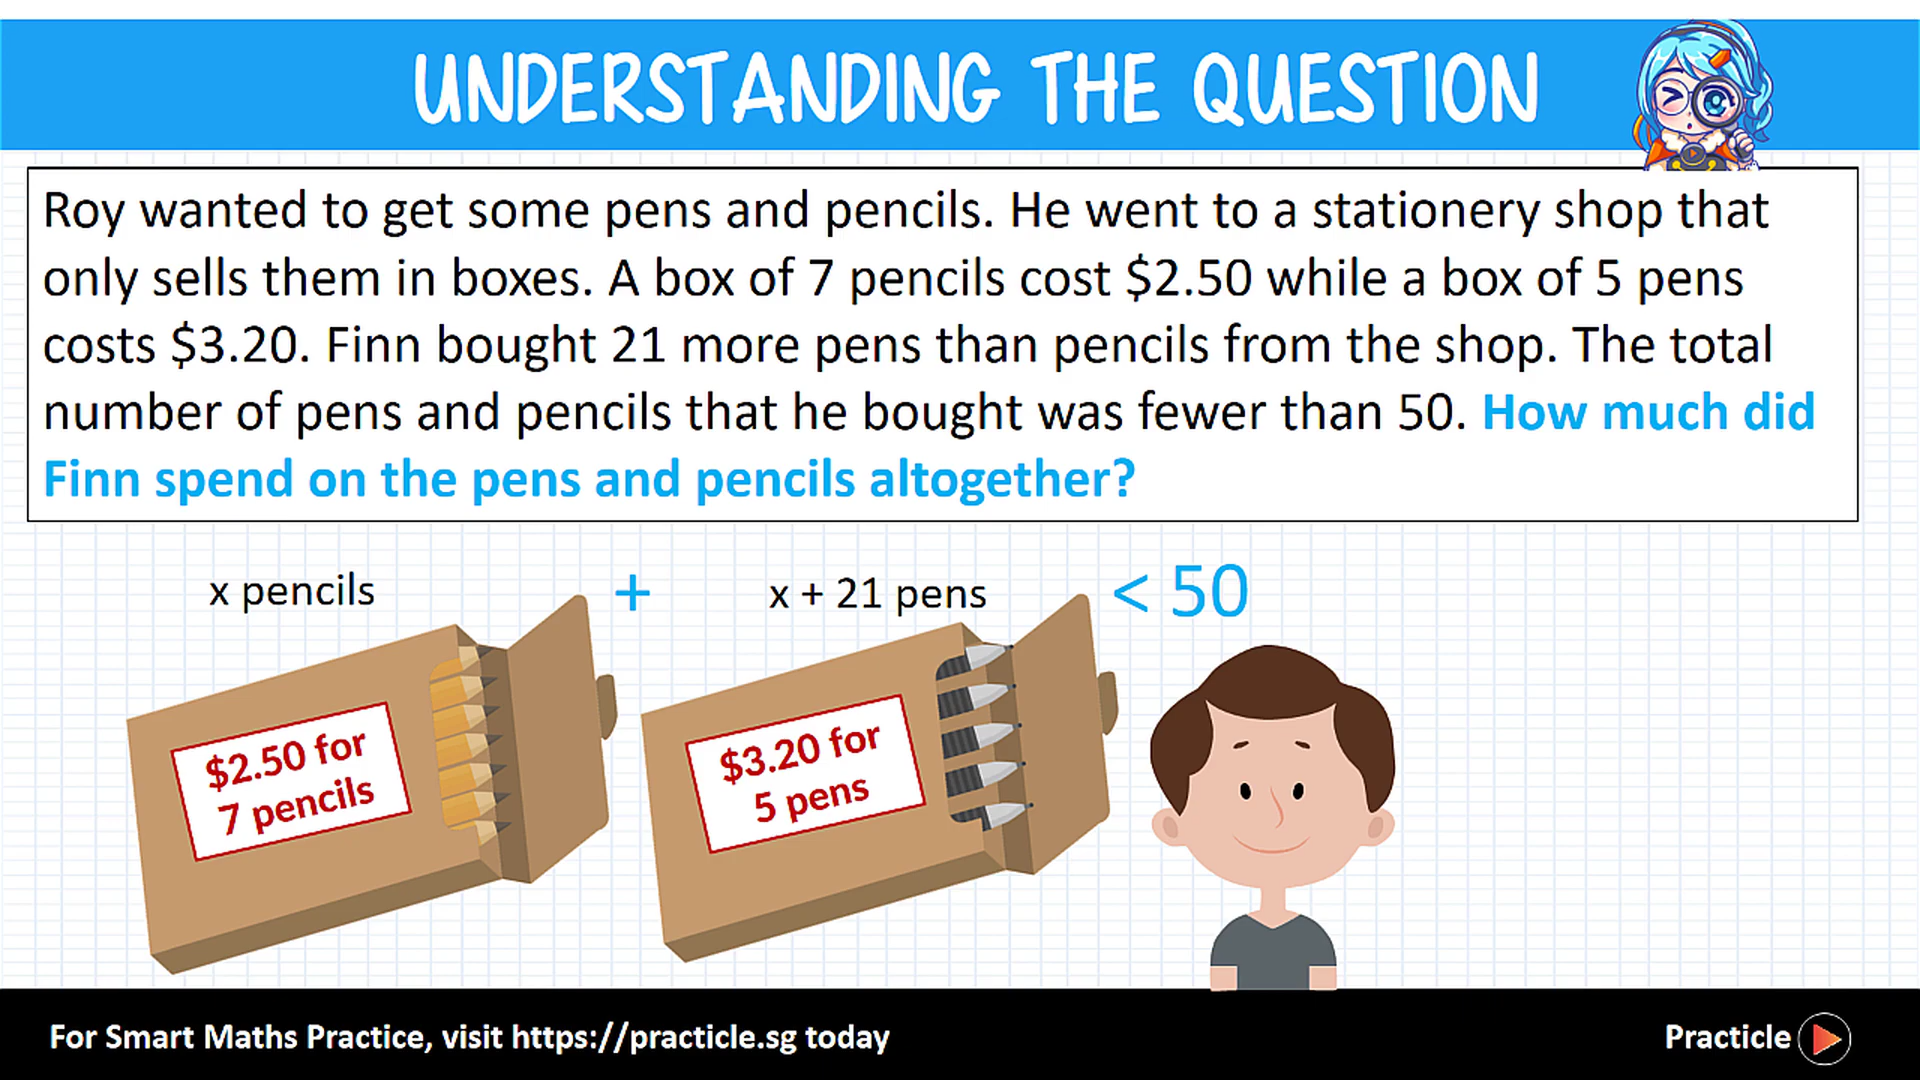 UNDERSTANDING THE QUESTION
Roy wanted to get some pens and pencils. He went to a stationery shop that
only sells them in boxes. A box of 7 pencils cost $2.50 while a box of 5 pens
costs $3.20. Finn bought 21 more pens than pencils from the shop. The total
number of pens and pencils that he bought was fewer than 50. How much did
Finn spend on the pens and pencils altogether?
x pencils + x + 21 pens < 50
$2.50 for
7 pencils
$3.20 for
5 pens
For Smart Maths Practice, visit https://practicle.sg today
Practicle